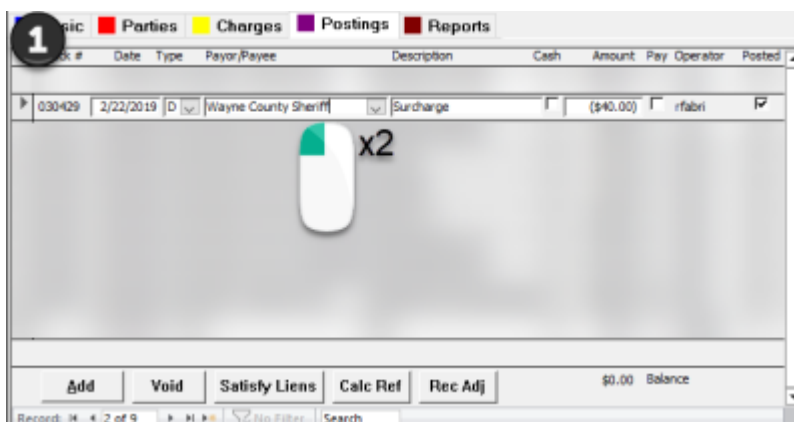 1
Parties Charges Postings Reports
Date Type Payor/Payee Description Cash Amount Pay Operator Posted
030429 2/22/2019 D Wayne County Sheriff Surcharge ($40.00) rfabri
x2
Add Void Satisfy Liens Calc Ref Rec Adj $0.00 Balance
Record: 2 of 9 No Filter Search